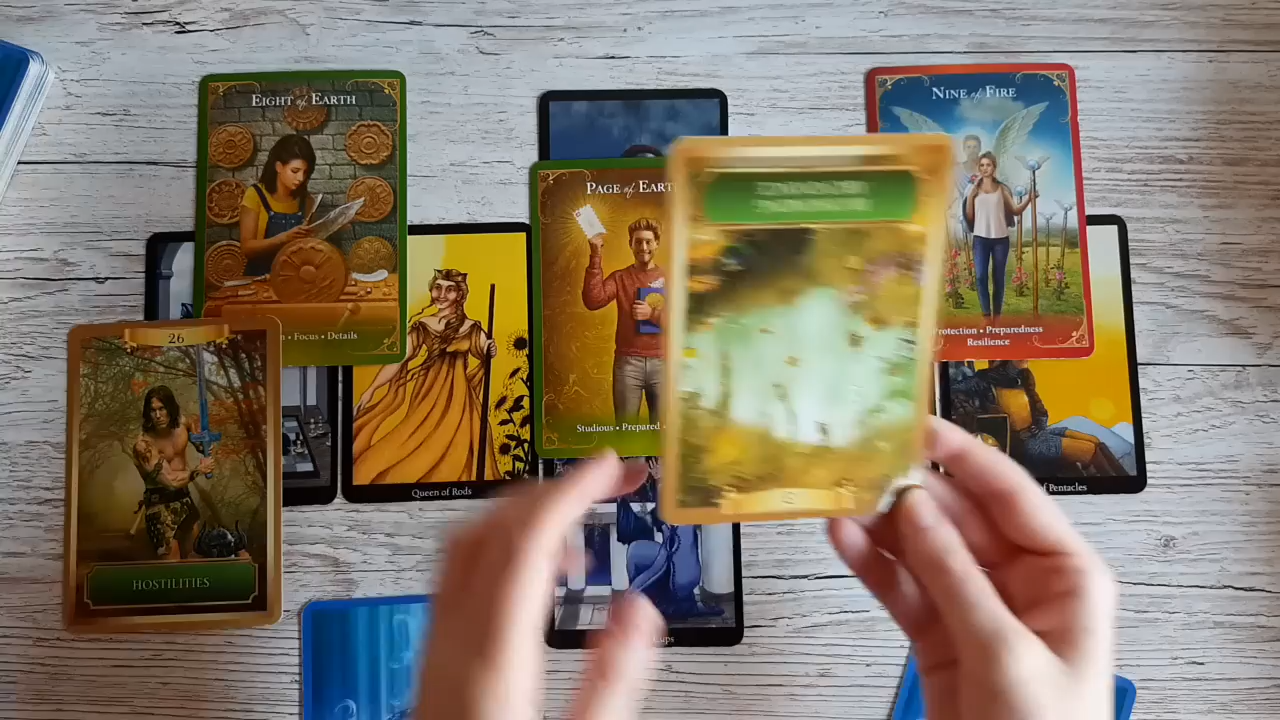 EIGHT of EARTH
Focus • Details
26
HOSTILITIES
Queen of Rods
PAGE of EARTH
Studious • Prepared •
NINE of FIRE
Protection • Preparedness
Resilience
of Pentacles
Cups